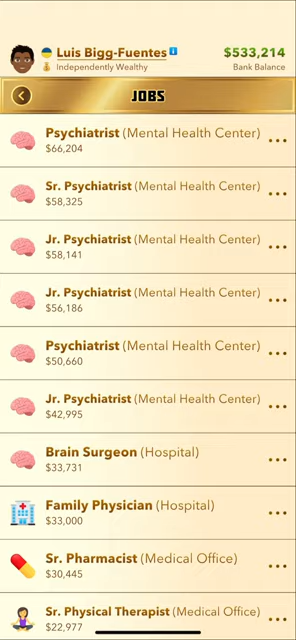 Luis Bigg-Fuentes
$533,214
Independently Wealthy
Bank Balance
JOBS
Psychiatrist (Mental Health Center)
$66,204
Sr. Psychiatrist (Mental Health Center)
$58,325
Jr. Psychiatrist (Mental Health Center)
$58,141
Jr. Psychiatrist (Mental Health Center)
$56,186
Psychiatrist (Mental Health Center)
$50,660
Jr. Psychiatrist (Mental Health Center)
$42,995
Brain Surgeon (Hospital)
$33,731
Family Physician (Hospital)
$33,000
Sr. Pharmacist (Medical Office)
$30,445
Sr. Physical Therapist (Medical Office)
$22,977